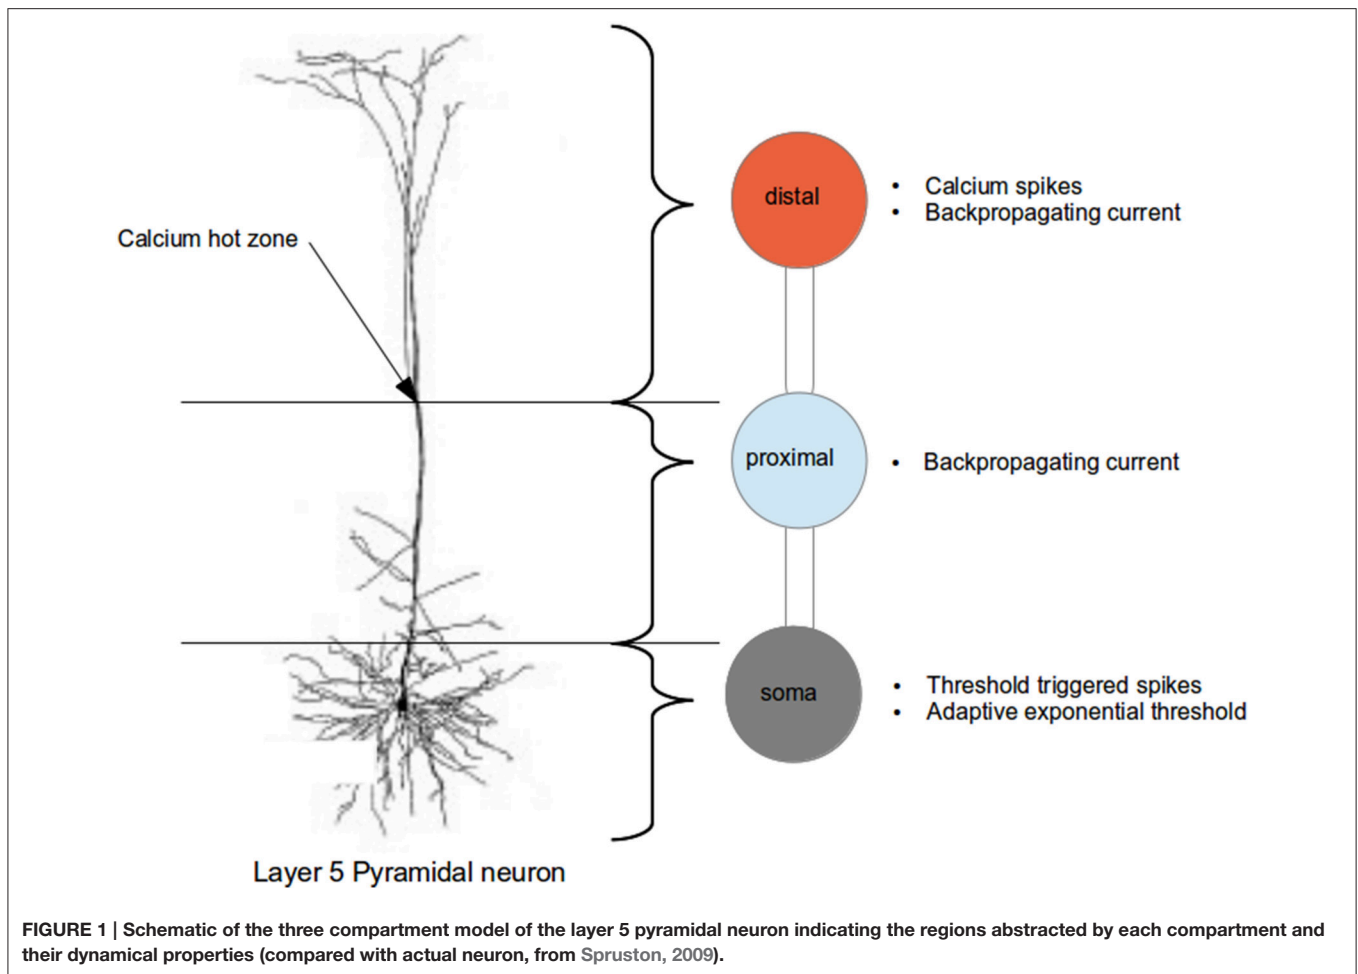 distal
• Calcium spikes
• Backpropagating current
Calcium hot zone
proximal
• Backpropagating current
soma
• Threshold triggered spikes
• Adaptive exponential threshold
Layer 5 Pyramidal neuron
FIGURE 1 | Schematic of the three compartment model of the layer 5 pyramidal neuron indicating the regions abstracted by each compartment and
their dynamical properties (compared with actual neuron, from Spruston, 2009).